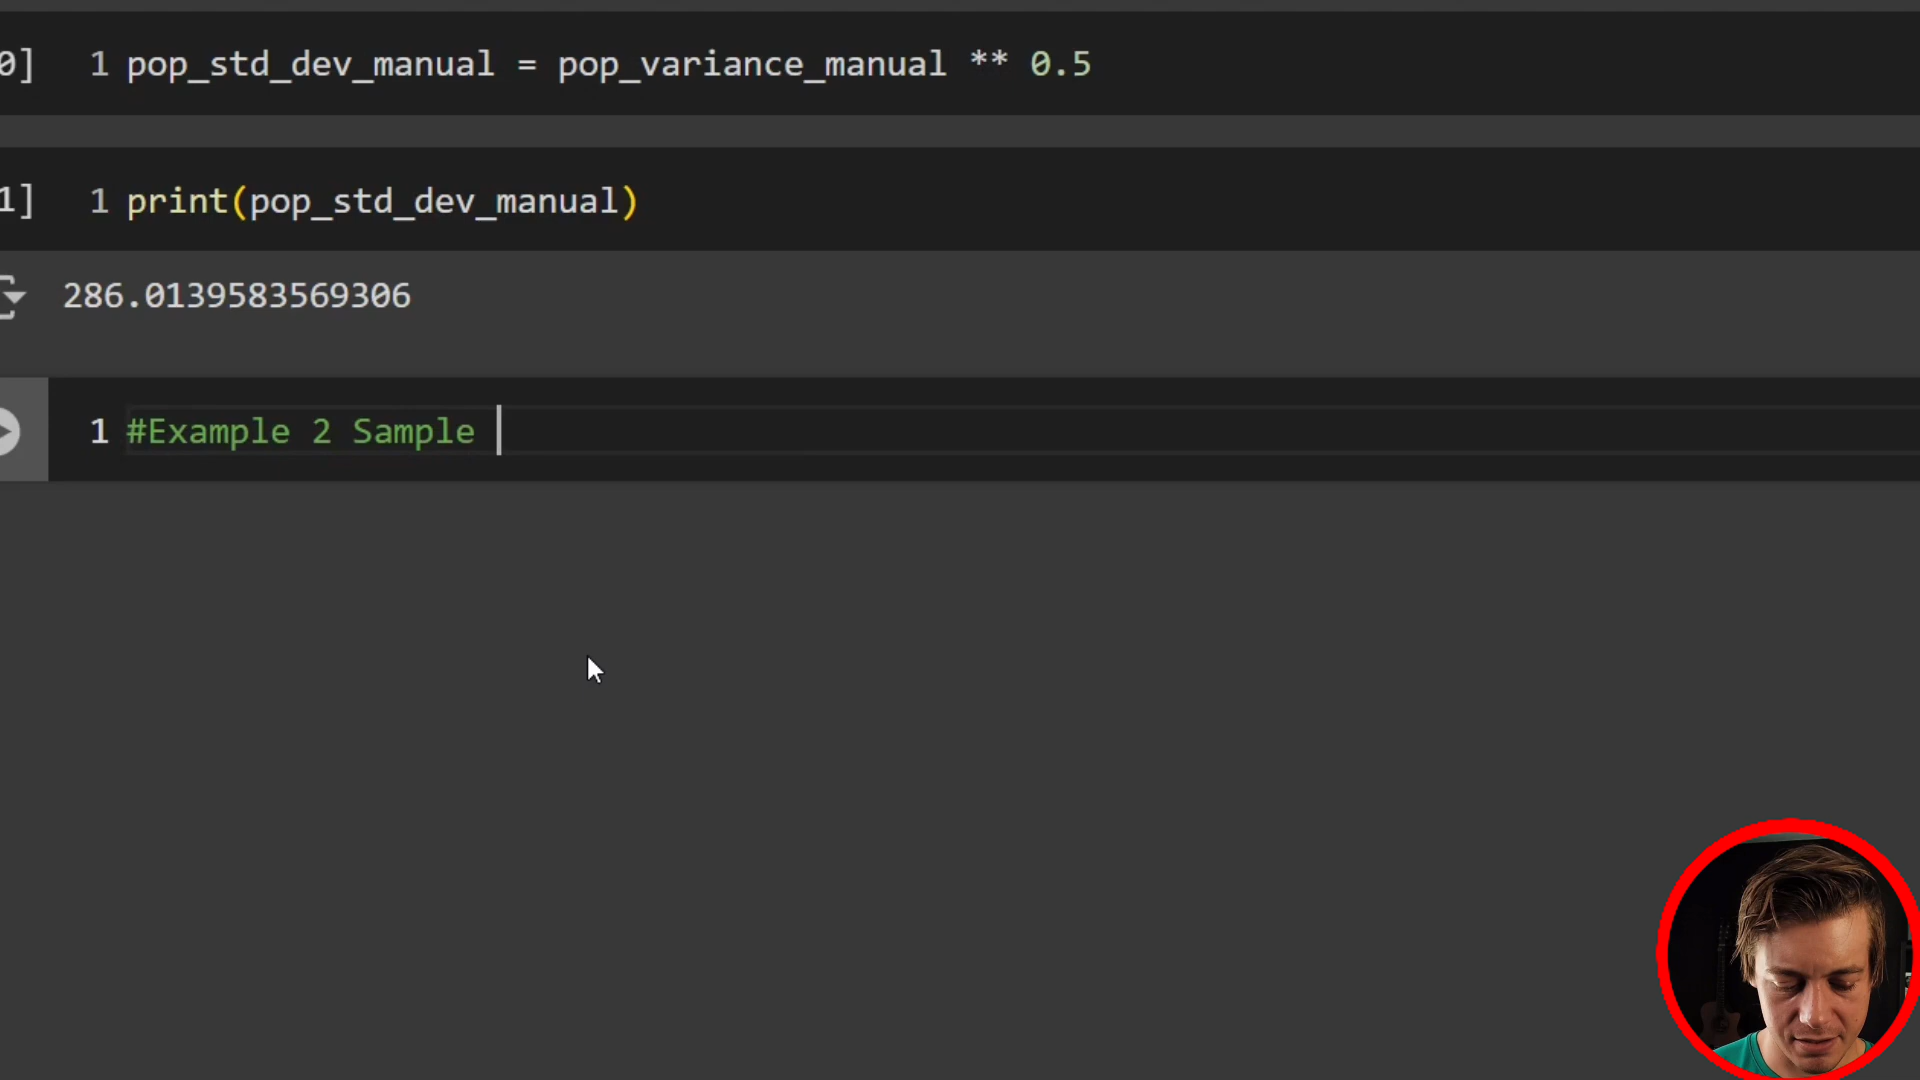 0] 1 pop_std_dev_manual = pop_variance_manual ** 0.5
1] 1 print(pop_std_dev_manual)
286.0139583569306
1 #Example 2 Sample